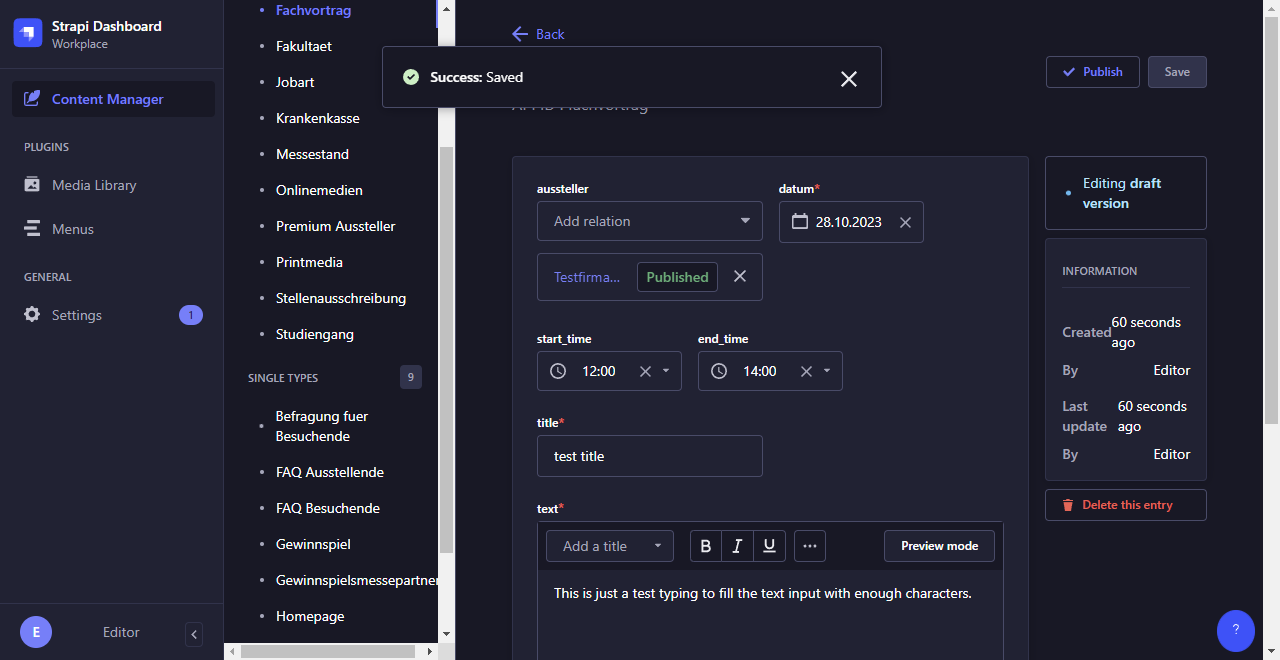 Strapi Dashboard
Workplace
Content Manager
PLUGINS
Media Library
Menus
GENERAL
Settings
1
E
Editor
Fachvortrag
Fakultaet
Jobart
Krankenkasse
Messestand
Onlinemedien
Premium Aussteller
Printmedia
Stellenausschreibung
Studiengang
SINGLE TYPES
9
Befragung fuer
Besuchende
FAQ Ausstellende
FAQ Besuchende
Gewinnspiel
Gewinnspielsmessepartner
Homepage
Back
Success: Saved
Publish
Save
aussteller
Add relation
Testfirma...
Published
datum*
28.10.2023
start_time
12:00
end_time
14:00
title*
test title
text*
Add a title
B
I
U
Preview mode
This is just a test typing to fill the text input with enough characters.
Editing draft
version
INFORMATION
Created
60 seconds
ago
By
Editor
Last
update
60 seconds
ago
By
Editor
Delete this entry
?